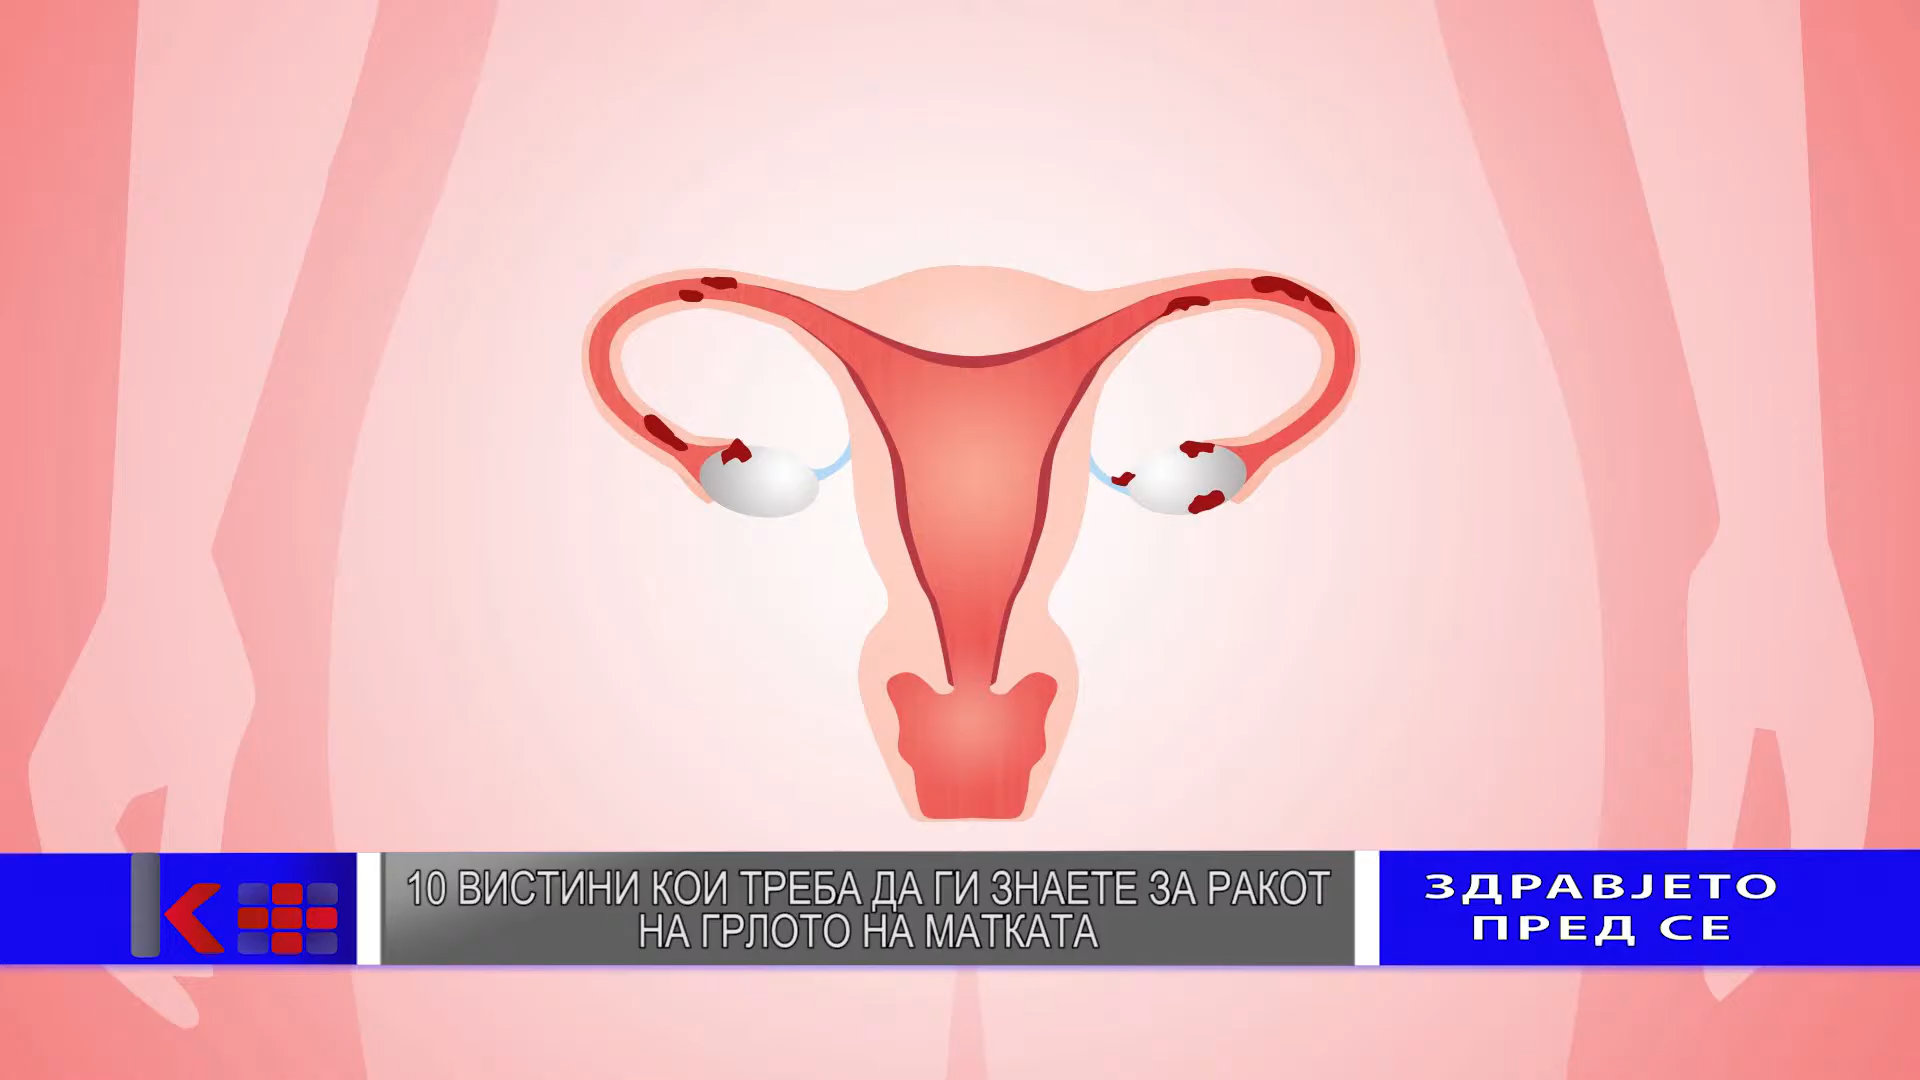 10 ВИСТИНИ КОИ ТРЕБА ДА ГИ ЗНАЕТЕ ЗА РАКОТ
НА ГРЛОТО НА МАТКАТА
ЗДРАВЈЕТО
ПРЕД СЕ
K